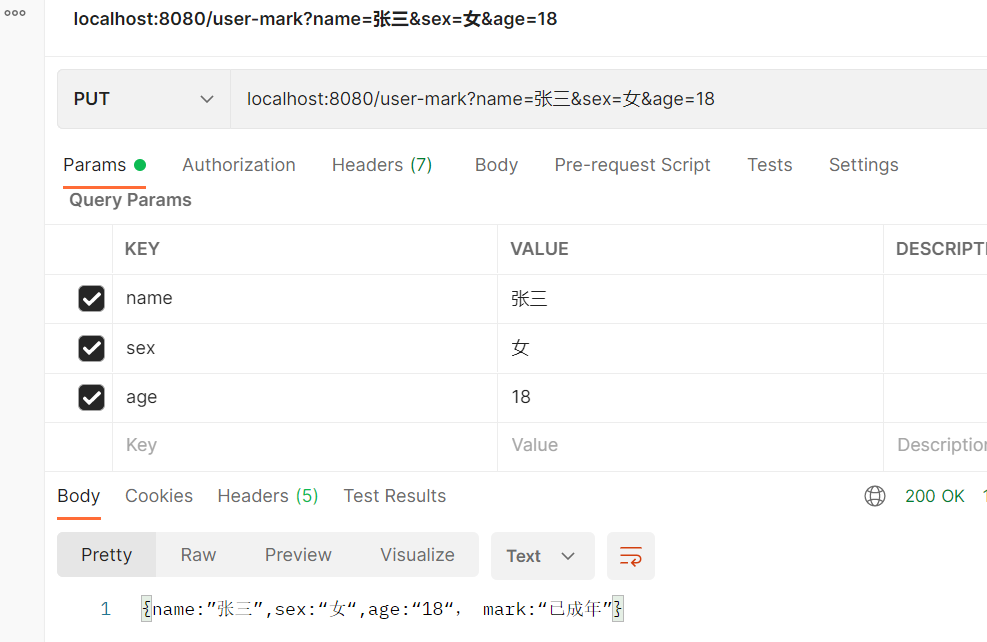 localhost:8080/user-mark?name=张三&sex=女&age=18
PUT localhost:8080/user-mark?name=张三&sex=女&age=18
Params Authorization Headers (7) Body Pre-request Script Tests Settings
Query Params
KEY VALUE DESCRIPTI
name 张三
sex 女
age 18
Key Value Description
Body Cookies Headers (5) Test Results 200 OK
Pretty Raw Preview Visualize Text
1 {name:”张三”,sex:“女“,age:“18“， mark:“已成年”}